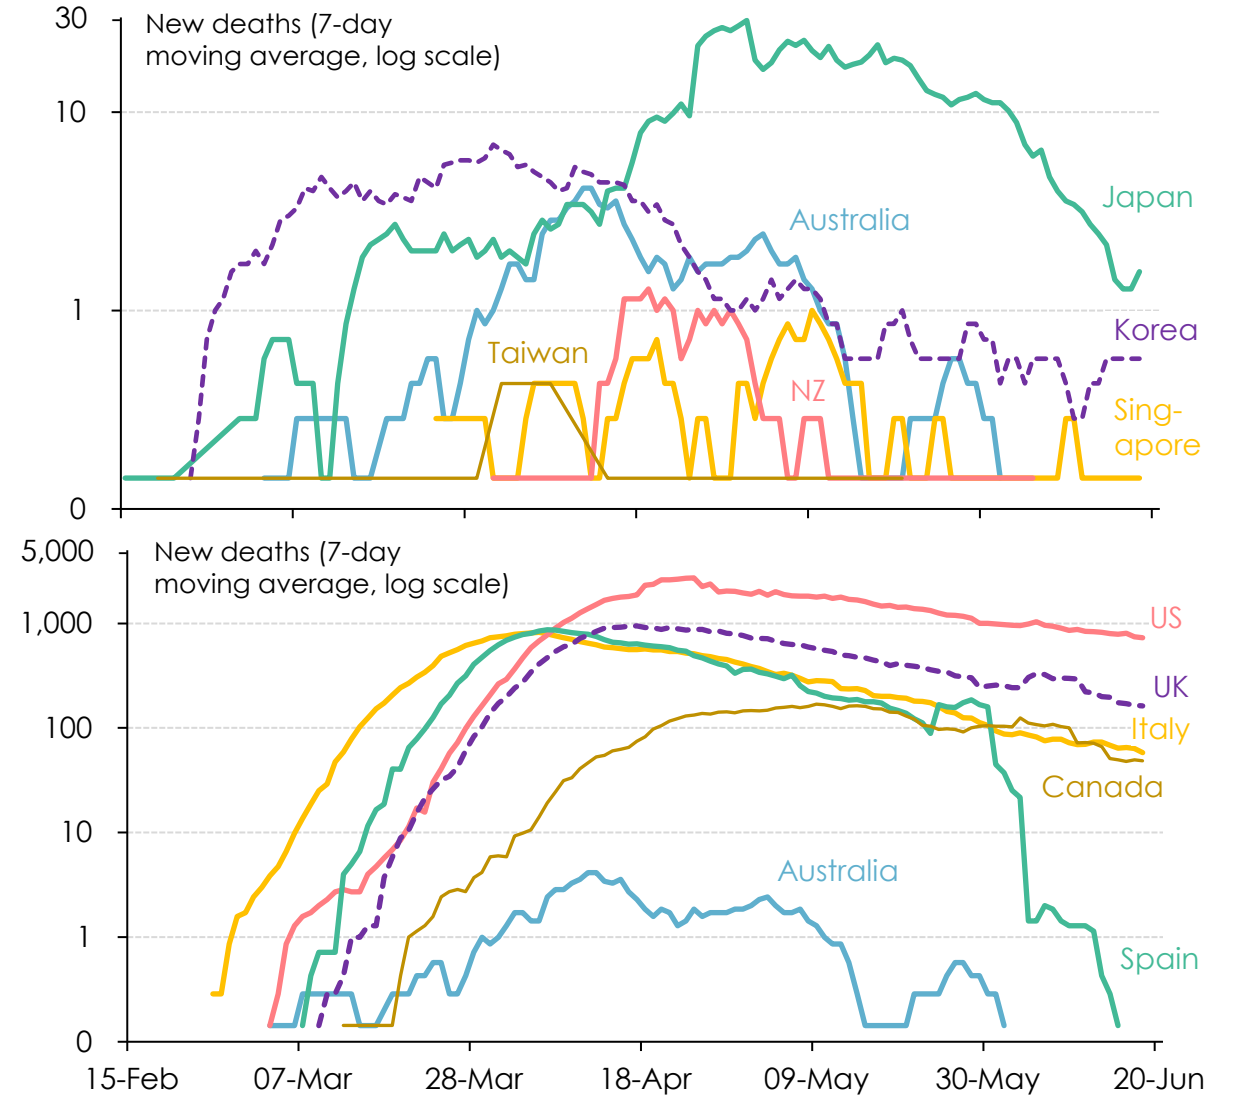 30
New deaths (7-day
moving average, log scale)
10
Japan
Australia
1
Korea
Taiwan
NZ
Sing-
apore
0
5,000
New deaths (7-day
moving average, log scale)
1,000
US
UK
100
Italy
Canada
10
Australia
1
Spain
0
15-Feb 07-Mar 28-Mar 18-Apr 09-May 30-May 20-Jun